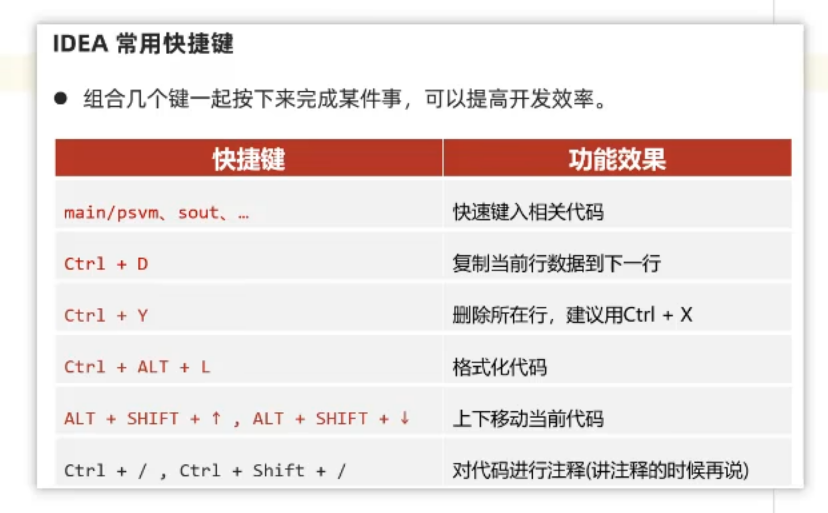 IDEA 常用快捷键
● 组合几个键一起按下来完成某件事，可以提高开发效率。
快捷键 功能效果
main/psvm、sout、… 快速键入相关代码
Ctrl + D 复制当前行数据到下一行
Ctrl + Y 删除所在行，建议用Ctrl + X
Ctrl + ALT + L 格式化代码
ALT + SHIFT + ↑ , ALT + SHIFT + ↓ 上下移动当前代码
Ctrl + / , Ctrl + Shift + / 对代码进行注释(讲注释的时候再说)